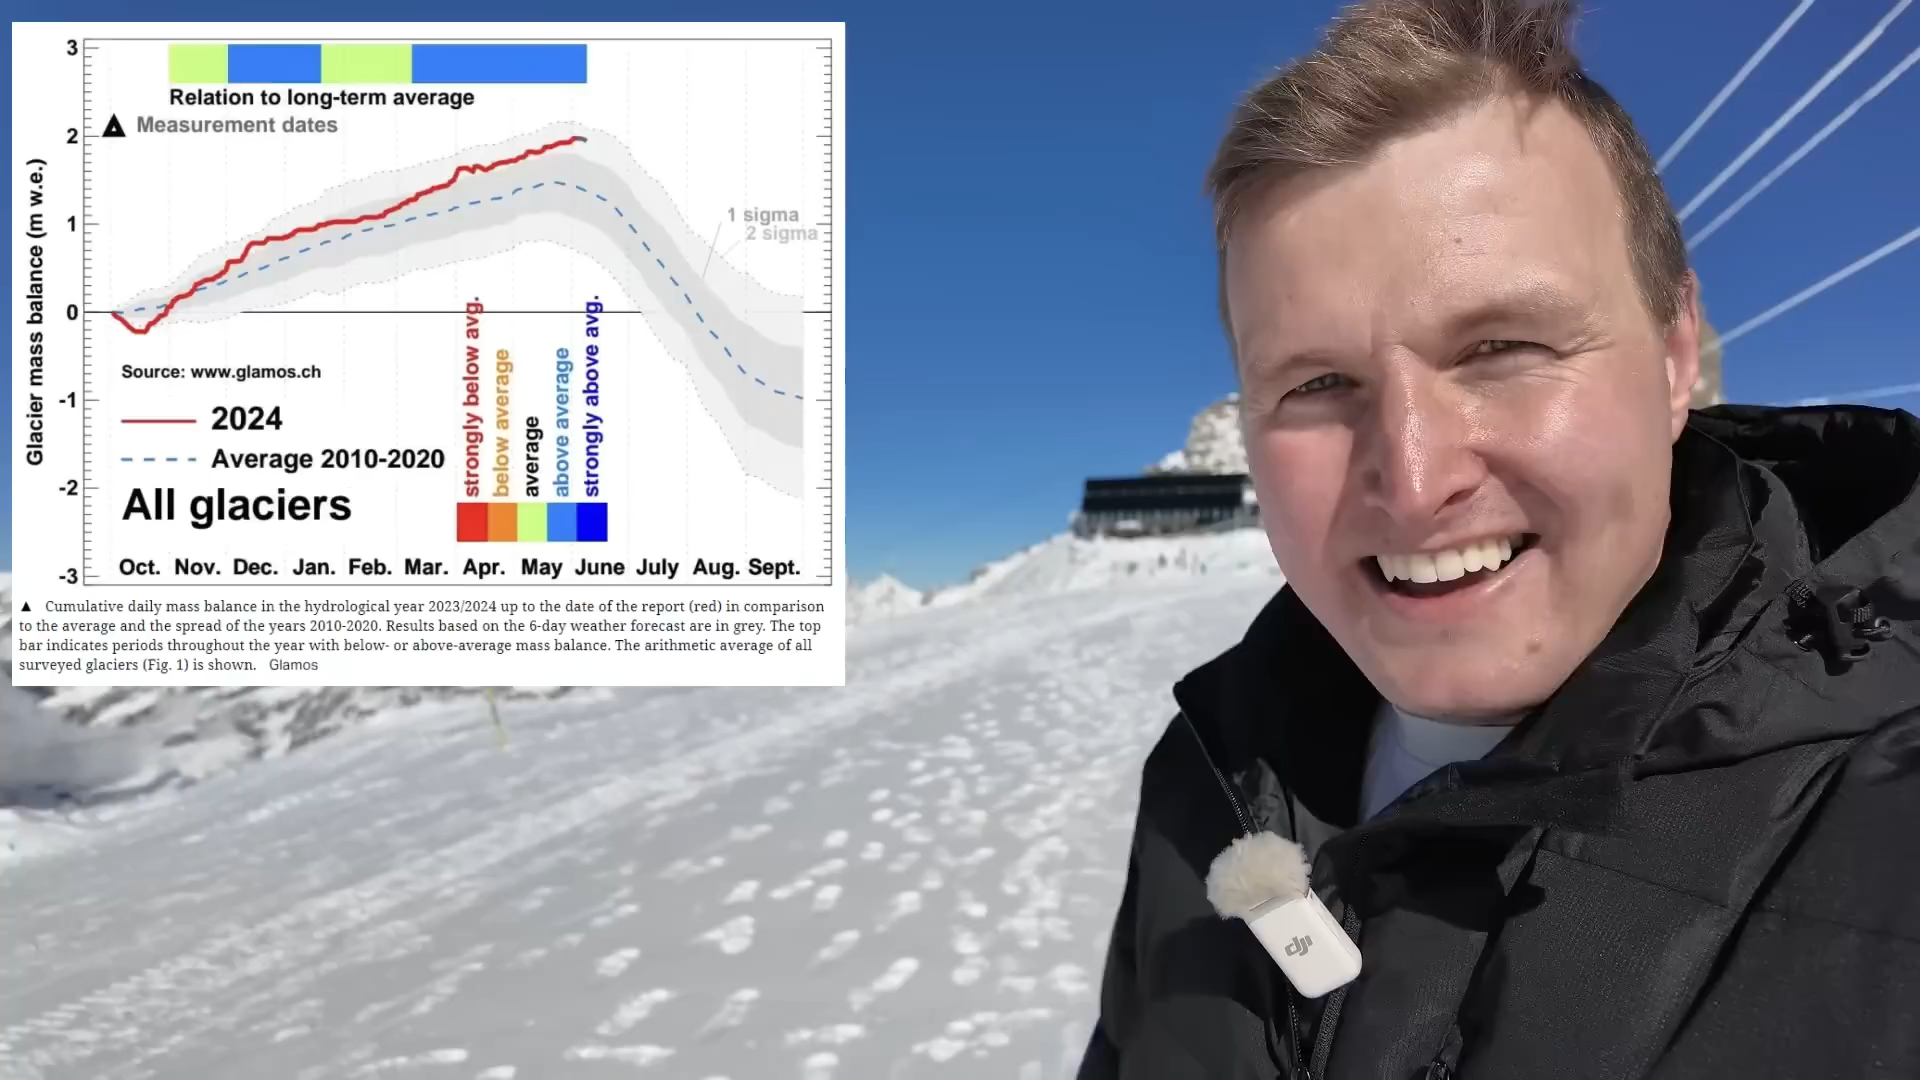 3
Relation to long-term average
Measurement dates
2
1
0
-1
-2
-3
Glacier mass balance (m w.e.)
1 sigma
2 sigma
Source: www.glamos.ch
2024
Average 2010-2020
All glaciers
strongly below avg.
below average
average
above average
strongly above avg.
Oct. Nov. Dec. Jan. Feb. Mar. Apr. May June July Aug. Sept.
▲ Cumulative daily mass balance in the hydrological year 2023/2024 up to the date of the report (red) in comparison
to the average and the spread of the years 2010-2020. Results based on the 6-day weather forecast are in grey. The top
bar indicates periods throughout the year with below- or above-average mass balance. The arithmetic average of all
surveyed glaciers (Fig. 1) is shown. Glamos
dji